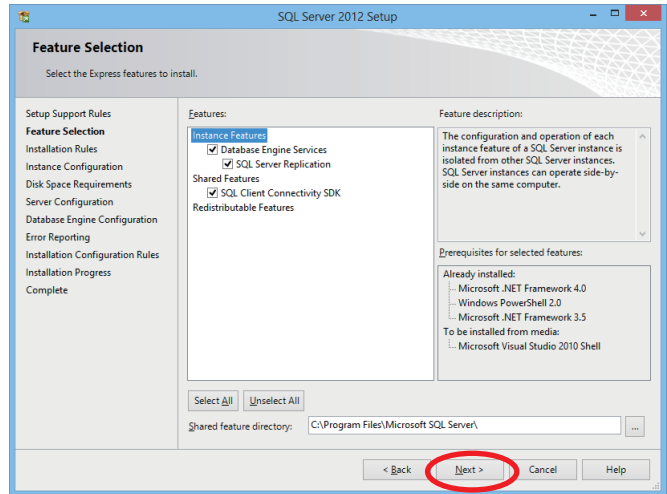 SQL Server 2012 Setup
Feature Selection
Select the Express features to install.
Setup Support Rules
Feature Selection
Installation Rules
Instance Configuration
Disk Space Requirements
Server Configuration
Database Engine Configuration
Error Reporting
Installation Configuration Rules
Installation Progress
Complete
Features:
Instance Features
Database Engine Services
SQL Server Replication
Shared Features
SQL Client Connectivity SDK
Redistributable Features
Feature description:
The configuration and operation of each
instance feature of a SQL Server instance is
isolated from other SQL Server instances.
SQL Server instances can operate side-by-
side on the same computer.
Prerequisites for selected features:
Already installed:
Microsoft .NET Framework 4.0
Windows PowerShell 2.0
Microsoft .NET Framework 3.5
To be installed from media:
Microsoft Visual Studio 2010 Shell
Select All
Unselect All
Shared feature directory:
C:\Program Files\Microsoft SQL Server\
...
< Back
Next >
Cancel
Help